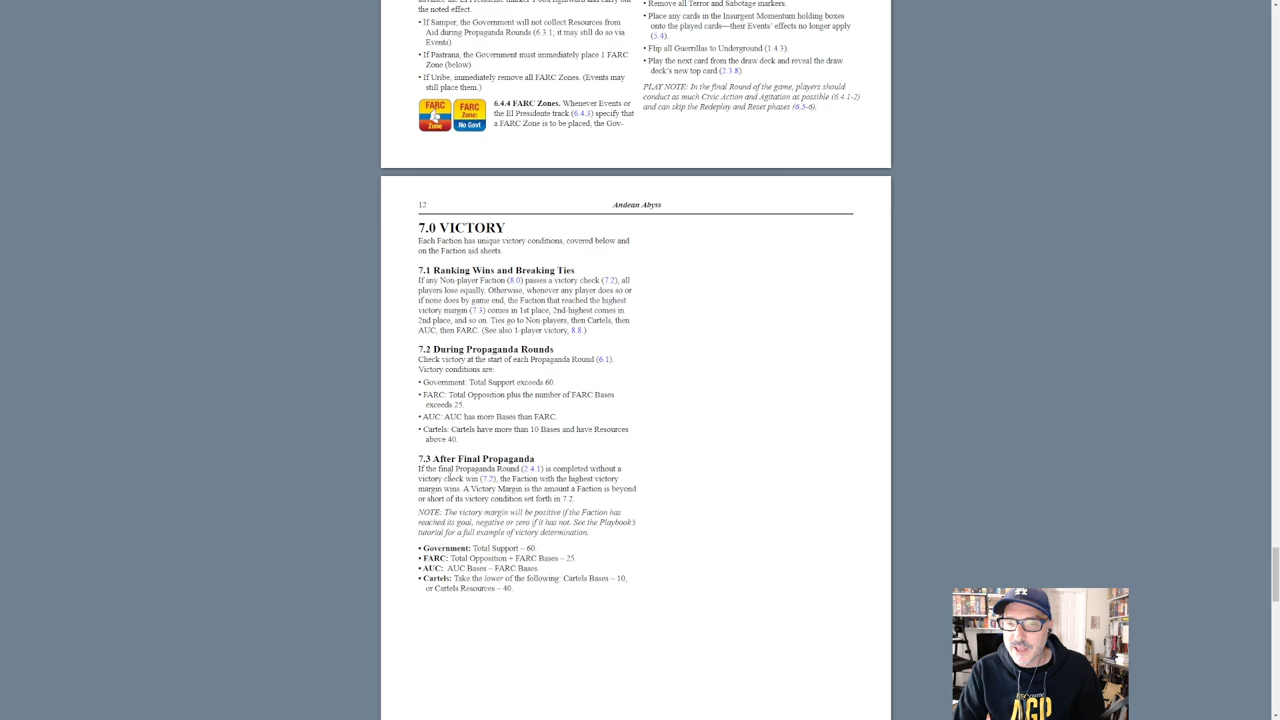 the noted effect.
• If Samper, the Government will not collect Resources from
Aid during Propaganda Rounds (6.3.1; it may still do so via
Events).
• If Pastrana, the Government must immediately place 1 FARC
Zone (below).
• If Uribe, immediately remove all FARC Zones. (Events may
still place them.)
FARC
Zone
FARC
Zone:
No Govt
6.4.4 FARC Zones. Whenever Events or
the El Presidente track (6.4.3) specify that
a FARC Zone is to be placed, the Gov-
• Remove all Terror and Sabotage markers.
• Place any cards in the Insurgent Momentum holding boxes
onto the played cards—their Events' effects no longer apply
(5.4).
• Flip all Guerrillas to Underground (1.4.3).
• Play the next card from the draw deck and reveal the draw
deck's new top card (2.3.8).
PLAY NOTE: In the final Round of the game, players should
conduct as much Civic Action and Agitation as possible (6.4.1-2)
and can skip the Redeploy and Reset phases (6.5-6).
12
Andean Abyss
7.0 VICTORY
Each Faction has unique victory conditions, covered below and
on the Faction aid sheets.
7.1 Ranking Wins and Breaking Ties
If any Non-player Faction (8.0) passes a victory check (7.2), all
players lose equally. Otherwise, whenever any player does so or
if none does by game end, the Faction that reached the highest
victory margin (7.3) comes in 1st place, 2nd-highest comes in
2nd place, and so on. Ties go to Non-players, then Cartels, then
AUC, then FARC. (See also 1-player victory, 8.8.)
7.2 During Propaganda Rounds
Check victory at the start of each Propaganda Round (6.1).
Victory conditions are:
• Government: Total Support exceeds 60.
• FARC: Total Opposition plus the number of FARC Bases
exceeds 25.
• AUC: AUC has more Bases than FARC.
• Cartels: Cartels have more than 10 Bases and have Resources
above 40.
7.3 After Final Propaganda
If the final Propaganda Round (2.4.1) is completed without a
victory check win (7.2), the Faction with the highest victory
margin wins. A Victory Margin is the amount a Faction is beyond
or short of its victory condition set forth in 7.2.
NOTE: The victory margin will be positive if the Faction has
reached its goal, negative or zero if it has not. See the Playbook's
tutorial for a full example of victory determination.
• Government: Total Support – 60.
• FARC: Total Opposition + FARC Bases – 25.
• AUC: AUC Bases – FARC Bases.
• Cartels: Take the lower of the following: Cartels Bases – 10,
or Cartels Resources – 40.
AGP